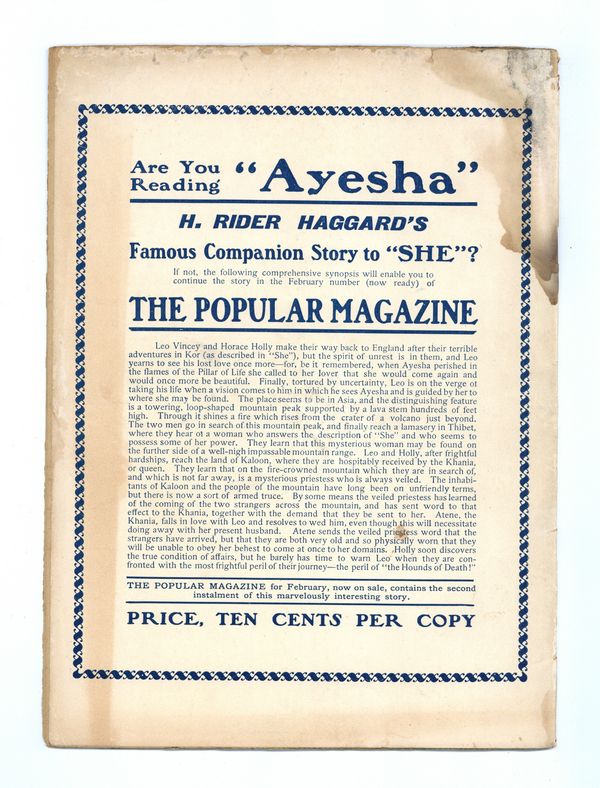 Are You
Reading "Ayesha"
H. RIDER HAGGARD'S
Famous Companion Story to "SHE"?
If not, the following comprehensive synopsis will enable you to
continue the story in the February number (now ready) of
THE POPULAR MAGAZINE
Leo Vincey and Horace Holly make their way back to England after their terrible
adventures in Kor (as described in "She"), but the spirit of unrest is in them, and Leo
yearns to see his lost love once more—for, be it remembered, when Ayesha perished in
the flames of the Pillar of Life she called to her lover that she would come again and
would once more be beautiful. Finally, tortured by uncertainty, Leo is on the verge of
taking his life when a vision comes to him in which he sees Ayesha and is guided by her to
where she may be found. The place seems to be in Asia, and the distinguishing feature
is a towering, loop-shaped mountain peak supported by a lava stem hundreds of feet
high. Through it shines a fire which rises from the crater of a volcano just beyond.
The two men go in search of this mountain peak, and finally reach a lamasery in Thibet,
where they hear of a woman who answers the description of "She" and who seems to
possess some of her power. They learn that this mysterious woman may be found on
the further side of a well-nigh impassable mountain range. Leo and Holly, after frightful
hardships, reach the land of Kaloon, where they are hospitably received by the Khania,
or queen. They learn that on the fire-crowned mountain which they are in search of,
and which is not far away, is a mysterious priestess who is always veiled. The inhabi-
tants of Kaloon and the people of the mountain have long been on unfriendly terms,
but there is now a sort of armed truce. By some means the veiled priestess has learned
of the coming of the two strangers across the mountain, and has sent word to that
effect to the Khania, together with the demand that they be sent to her. Atene, the
Khania, falls in love with Leo and resolves to wed him, even though this will necessitate
doing away with her present husband. Atene sends the veiled priestess word that the
strangers have arrived, but that they are both very old and so physically worn that they
will be unable to obey her behest to come at once to her domains. Holly soon discovers
the true condition of affairs, but he barely has time to warn Leo when they are con-
fronted with the most frightful peril of their journey—the peril of "the Hounds of Death!"
THE POPULAR MAGAZINE for February, now on sale, contains the second
instalment of this marvelously interesting story.
PRICE, TEN CENTS PER COPY